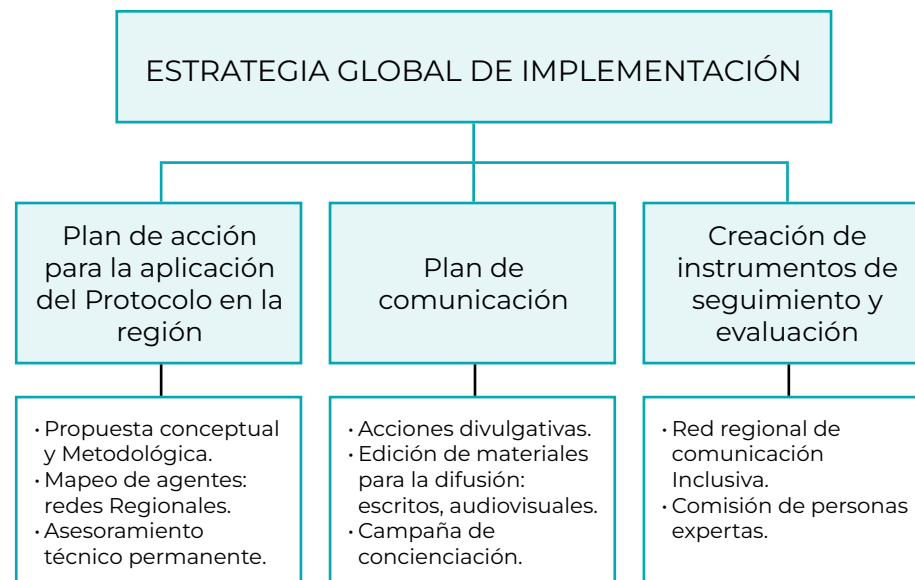 ESTRATEGIA GLOBAL DE IMPLEMENTACIÓN
Plan de acción
para la aplicación
del Protocolo en la
región
Plan de
comunicación
Creación de
instrumentos de
seguimiento y
evaluación
· Propuesta conceptual
y Metodológica.
· Mapeo de agentes:
redes Regionales.
· Asesoramiento
técnico permanente.
· Acciones divulgativas.
· Edición de materiales
para la difusión:
escritos, audiovisuales.
· Campaña de
concienciación.
· Red regional de
comunicación
Inclusiva.
· Comisión de personas
expertas.